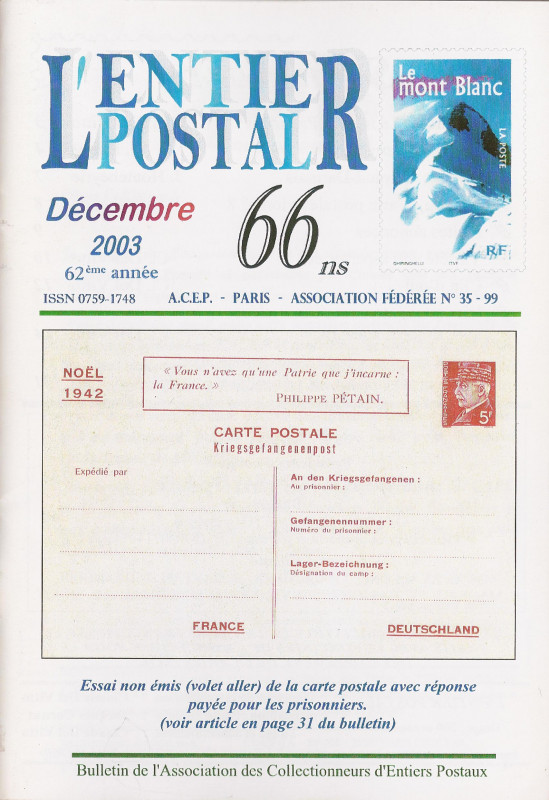 L'ENTIER
POSTAL
Le
mont Blanc
LA POSTE
RF
Décembre
2003
62ème année
66 ns
ISSN 0759-1748 A.C.E.P. - PARIS - ASSOCIATION FÉDÉRÉE N° 35 - 99
NOËL
1942
« Vous n'avez qu'une Patrie que j'incarne :
la France. »
PHILIPPE PÉTAIN.
5F
CARTE POSTALE
Kriegsgefangenenpost
Expédié par
An den Kriegsgefangenen :
Au prisonnier :
Gefangenennummer :
Numéro du prisonnier :
Lager-Bezeichnung :
Désignation du camp :
FRANCE
DEUTSCHLAND
Essai non émis (volet aller) de la carte postale avec réponse
payée pour les prisonniers.
(voir article en page 31 du bulletin)
Bulletin de l'Association des Collectionneurs d'Entiers Postaux